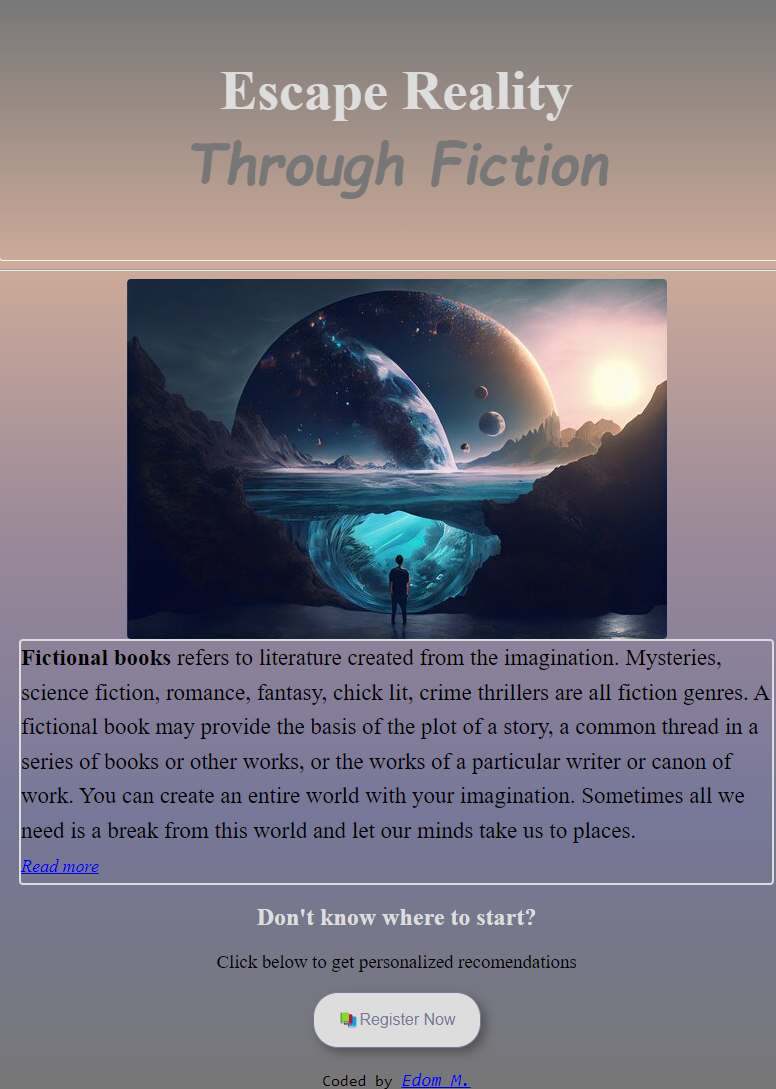 Escape Reality
Through Fiction
Fictional books refers to literature created from the imagination. Mysteries,
science fiction, romance, fantasy, chick lit, crime thrillers are all fiction genres. A
fictional book may provide the basis of the plot of a story, a common thread in a
series of books or other works, or the works of a particular writer or canon of
work. You can create an entire world with your imagination. Sometimes all we
need is a break from this world and let our minds take us to places.
Read more
Don't know where to start?
Click below to get personalized recomendations
Register Now
Coded by Edom M.